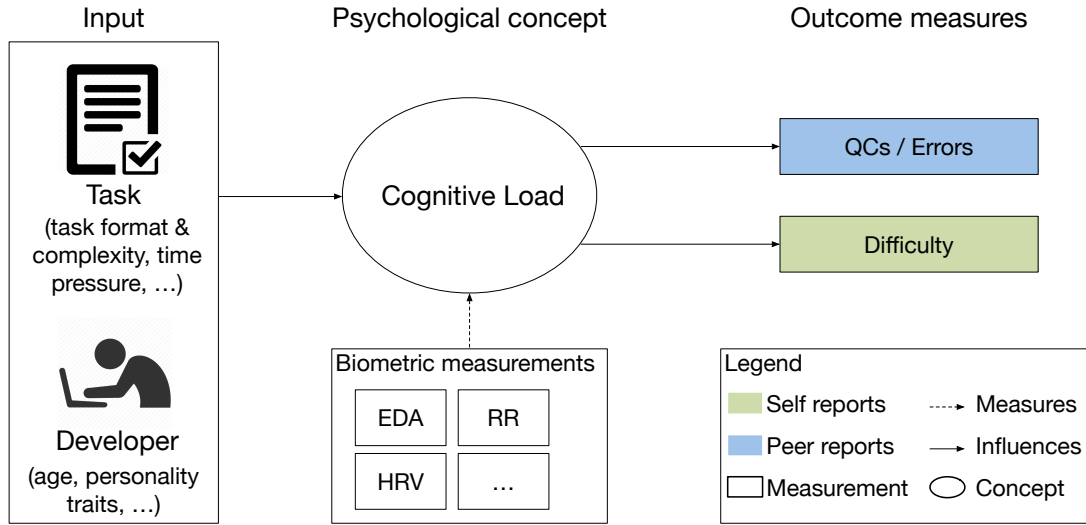 Input
Psychological concept
Outcome measures
Task
(task format &
complexity, time
pressure, …)
Developer
(age, personality
traits, …)
Cognitive Load
QCs / Errors
Difficulty
Biometric measurements
EDA
RR
HRV
…
Legend
Self reports
Measures
Peer reports
Influences
Measurement
Concept